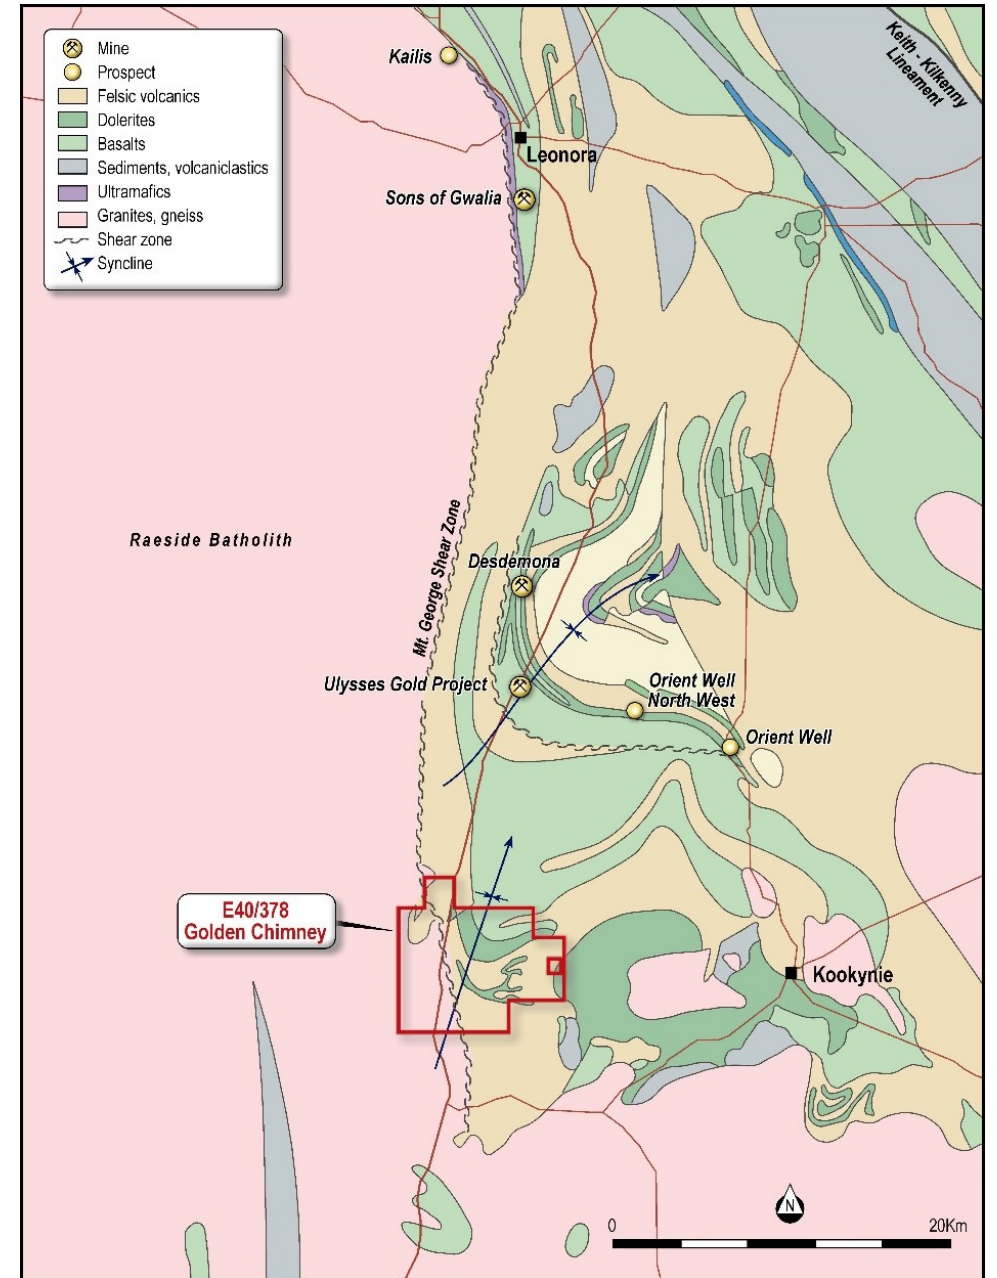 Mine
Prospect
Felsic volcanics
Dolerites
Basalts
Sediments, volcaniclastics
Ultramafics
Granites, gneiss
Shear zone
Syncline
Kailis
Keith - Kilkenny
Lineament
Leonora
Sons of Gwalia
Raeside Batholith
Mt. George Shear Zone
Desdemona
Ulysses Gold Project
Orient Well
North West
Orient Well
E40/378
Golden Chimney
Kookynie
N
0
20Km